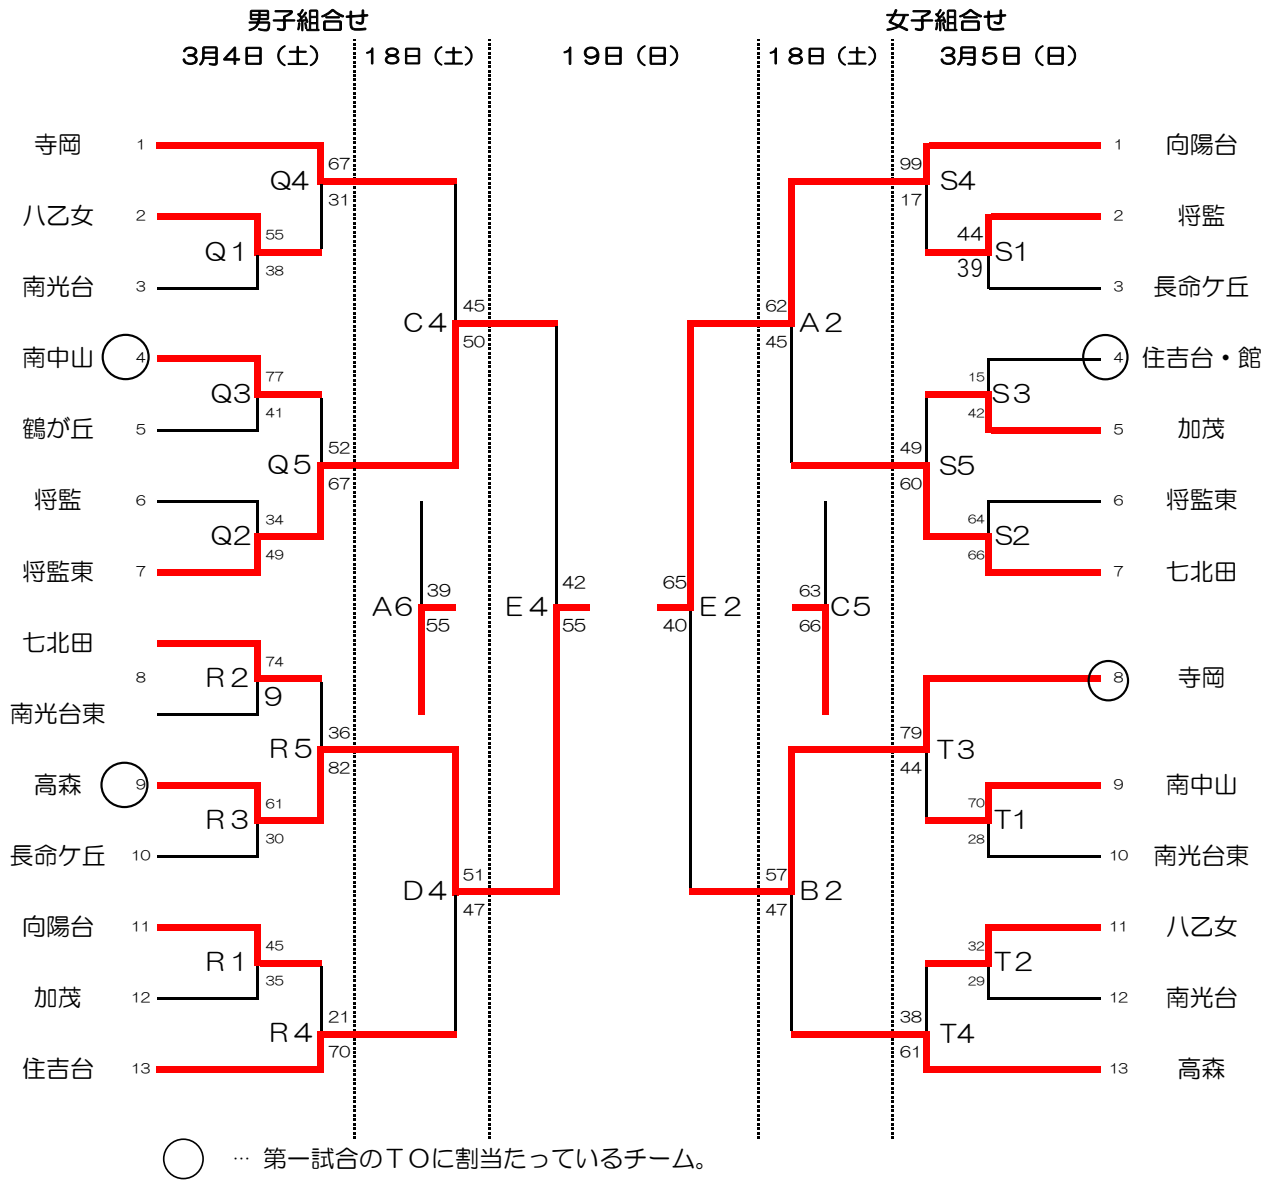 男子組合せ 女子組合せ
3月4日（土） 18日（土） 19日（日） 18日（土） 3月5日（日）
寺岡 1 1 向陽台
67 99
Q4 S4
31 17
八乙女 2 2 将監
55 44
Q1 S1
38 39
南光台 3 3 長命ケ丘
45 62
C4 A2
50 45
南中山 4 4 住吉台・館
77 15
Q3 S3
41 42
鶴が丘 5 5 加茂
52 49
Q5 S5
67 60
将監 6 6 将監東
34 64
Q2 S2
49 66
将監東 7 7 七北田
39 42 65 63
A6 E4 E2 C5
55 55 40 66
七北田
74
8 R2 8 寺岡
9
南光台東
36 79
R5 T3
82 44
高森 9 9 南中山
61 70
R3 T1
30 28
長命ケ丘 10 10 南光台東
51 57
D4 B2
47 47
向陽台 11 11 八乙女
45 32
R1 T2
35 29
加茂 12 12 南光台
21 38
R4 T4
70 61
住吉台 13 13 高森
… 第一試合のＴＯに割当たっているチーム。